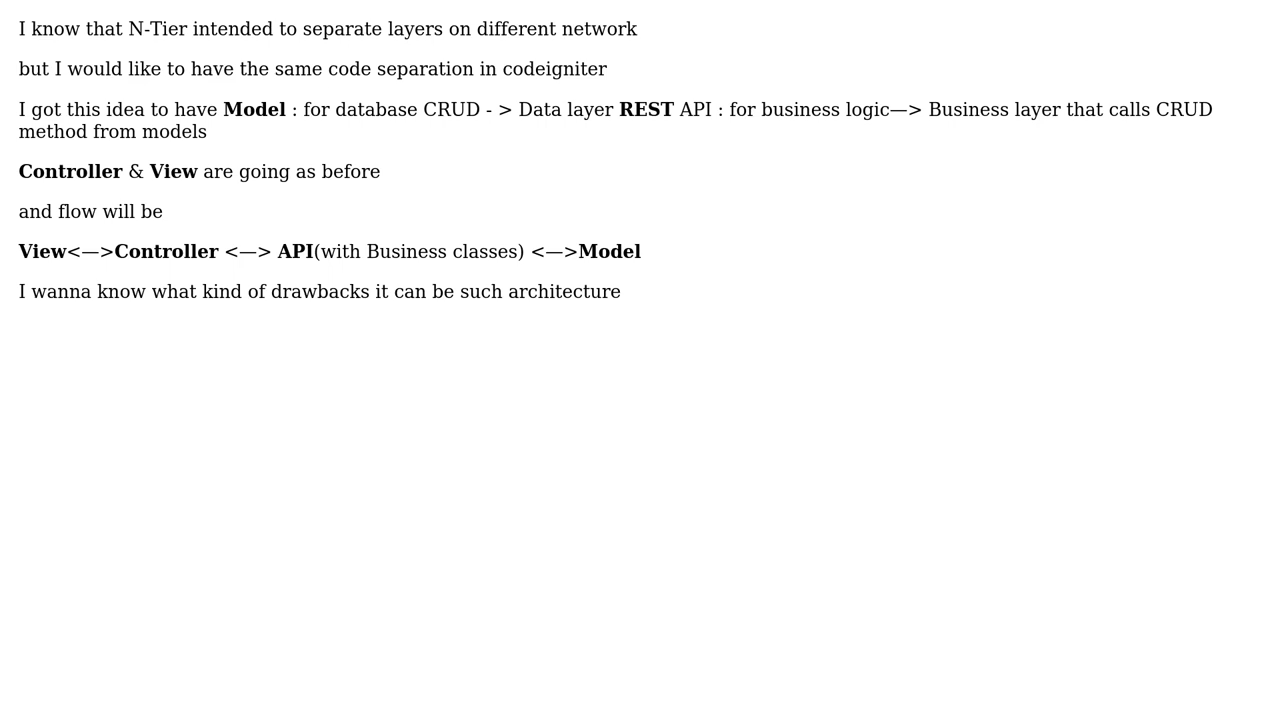 I know that N-Tier intended to separate layers on different network
but I would like to have the same code separation in codeigniter
I got this idea to have Model : for database CRUD - > Data layer REST API : for business logic—> Business layer that calls CRUD
method from models
Controller & View are going as before
and flow will be
View<—>Controller <—> API(with Business classes) <—>Model
I wanna know what kind of drawbacks it can be such architecture